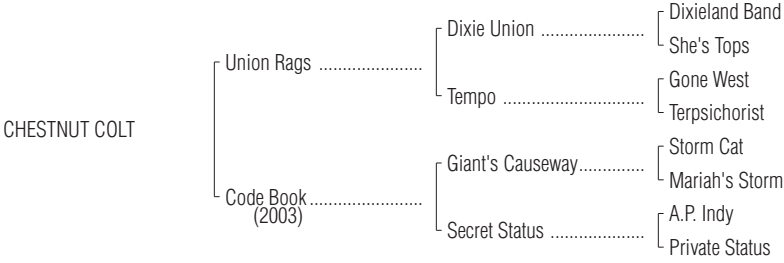 Dixieland Band
Dixie Union ......................
She's Tops
Union Rags ......................
Gone West
Tempo ..............................
Terpsichorist
CHESTNUT COLT
Storm Cat
Giant's Causeway..............
Mariah's Storm
Code Book........................
(2003)
A.P. Indy
Secret Status ....................
Private Status